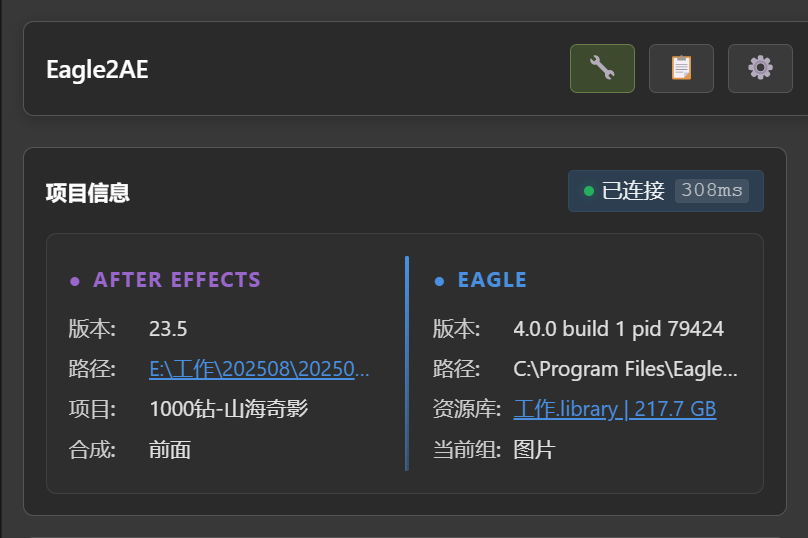 Eagle2AE
项目信息
已连接 308ms
AFTER EFFECTS
版本: 23.5
路径: E:\工作\202508\20250...
项目: 1000钻-山海奇影
合成: 前面
EAGLE
版本: 4.0.0 build 1 pid 79424
路径: C:\Program Files\Eagle...
资源库: 工作.library | 217.7 GB
当前组: 图片